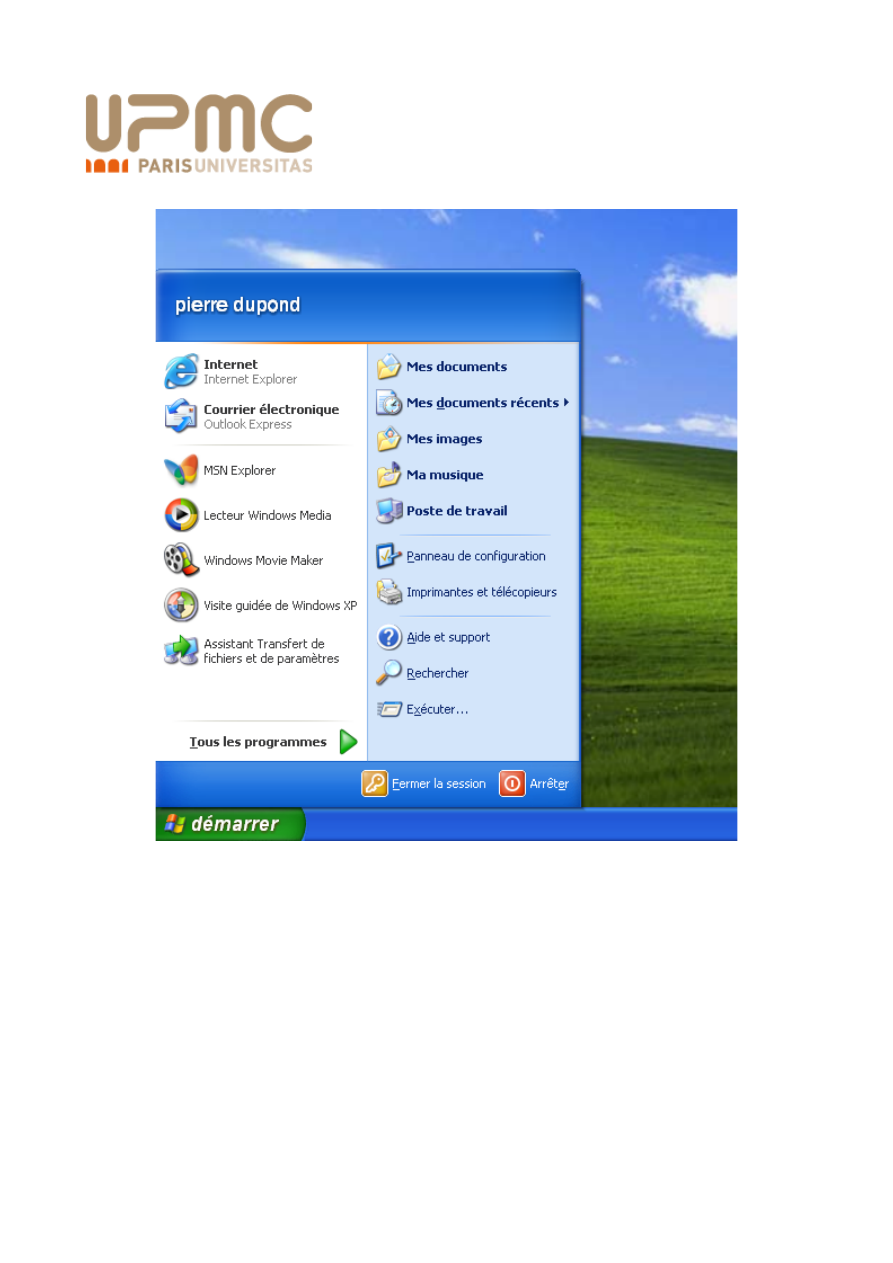 UPMC
PARISUNIVERSITAS
pierre dupond
Internet
Internet Explorer
Courrier électronique
Outlook Express
MSN Explorer
Lecteur Windows Media
Windows Movie Maker
Visite guidée de Windows XP
Assistant Transfert de
fichiers et de paramètres
Tous les programmes
Mes documents
Mes documents récents
Mes images
Ma musique
Poste de travail
Panneau de configuration
Imprimantes et télécopieurs
Aide et support
Rechercher
Exécuter...
Fermer la session
Arrêter
démarrer